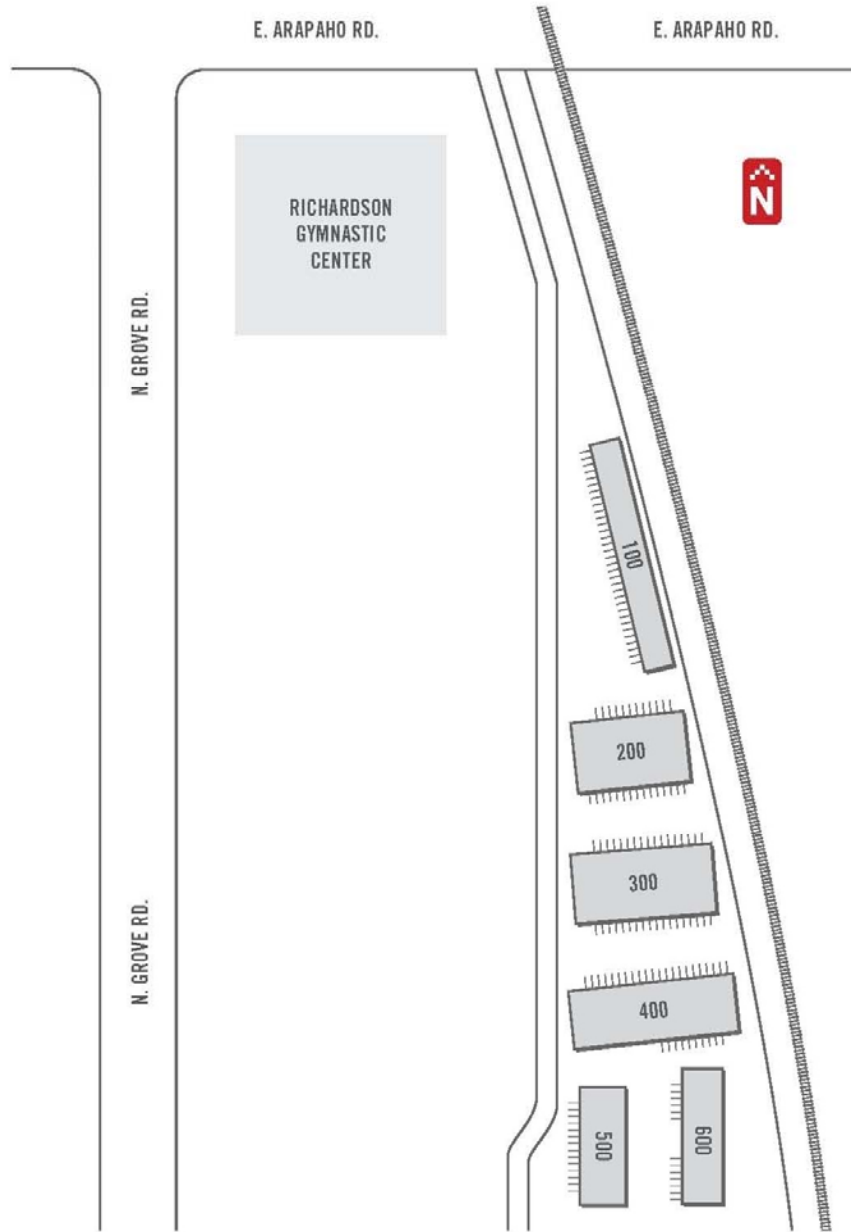 E. ARAPAHO RD.
E. ARAPAHO RD.
N
RICHARDSON
GYMNASTIC
CENTER
N. GROVE RD.
100
200
300
N. GROVE RD.
400
500
600